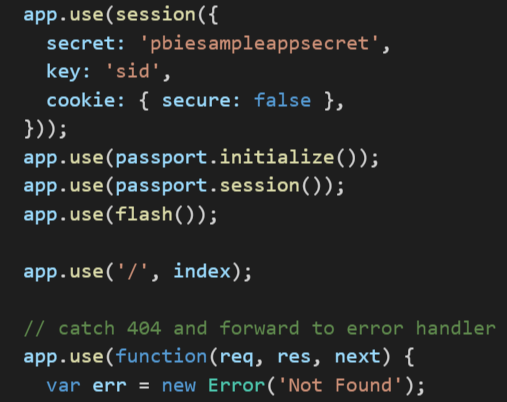 app.use(session({
  secret: 'pbiesampleappsecret',
  key: 'sid',
  cookie: { secure: false },
}));
app.use(passport.initialize());
app.use(passport.session());
app.use(flash());

app.use('/', index);

// catch 404 and forward to error handler
app.use(function(req, res, next) {
  var err = new Error('Not Found');